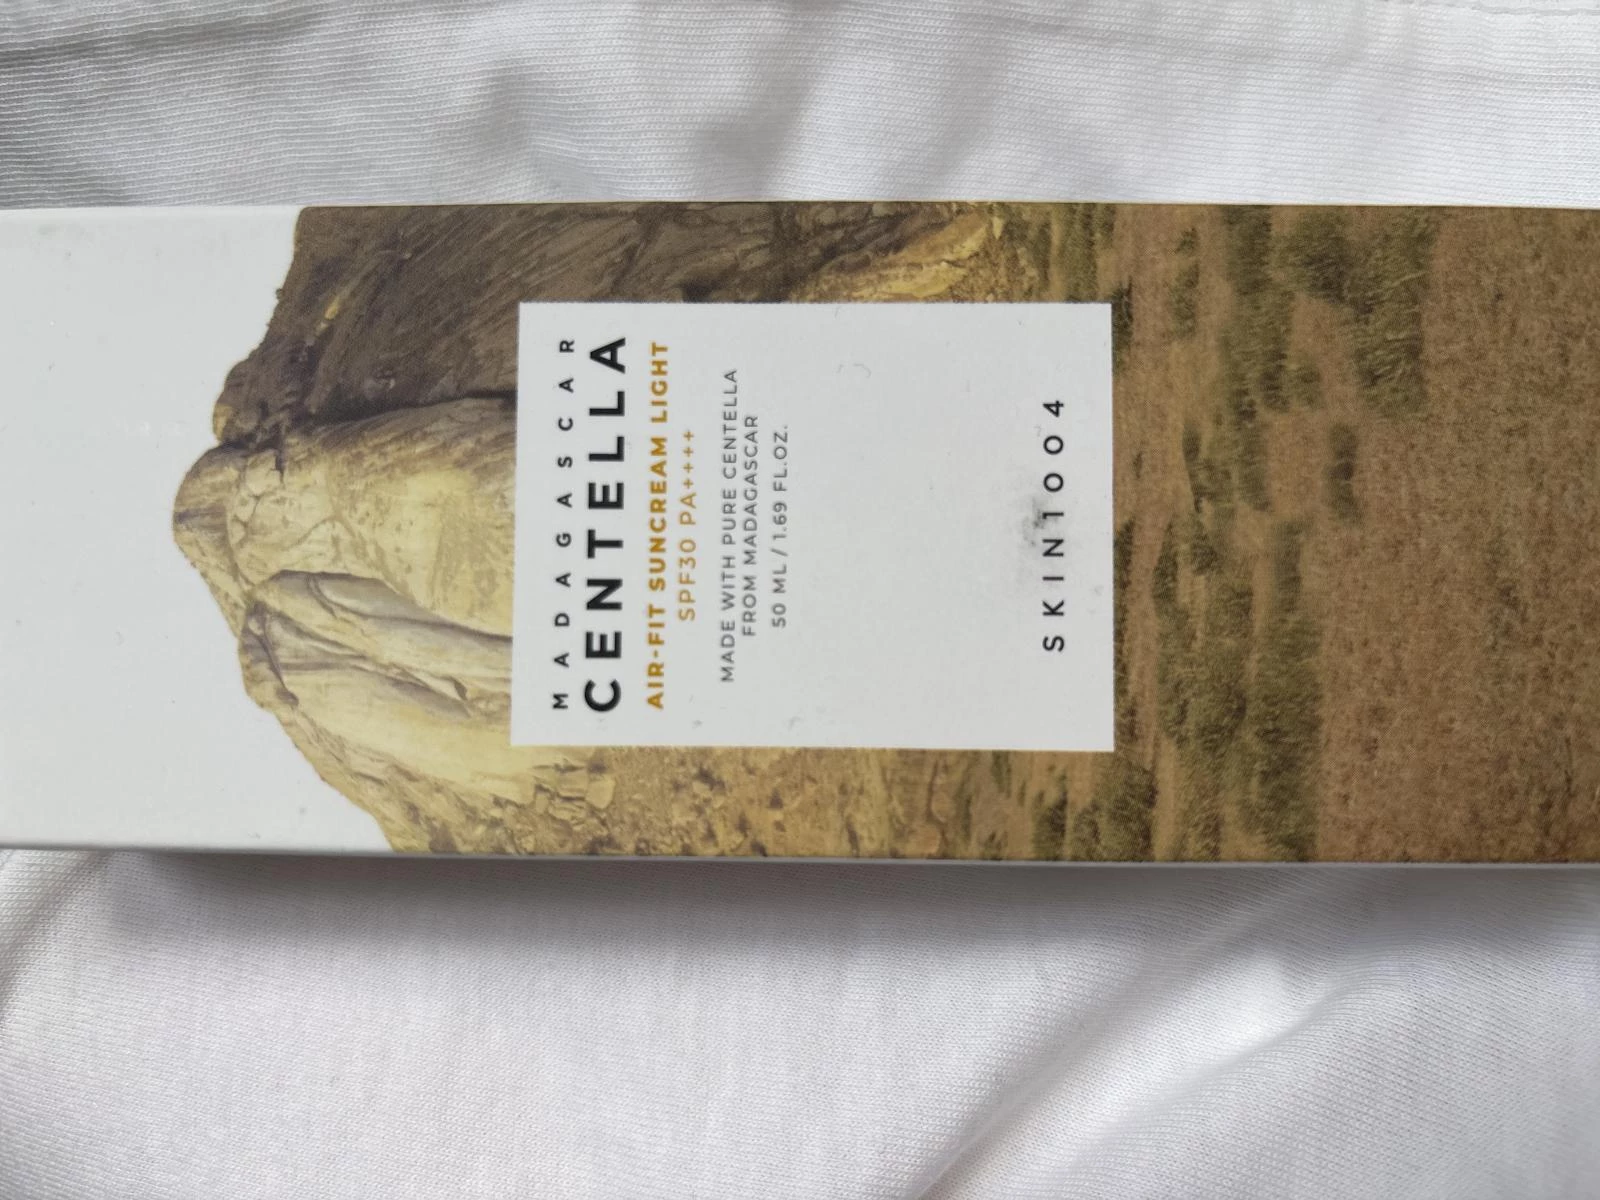 MADAGASCAR
CENTELLA
AIR-FIT SUNCREAM LIGHT
SPF30 PA++++
MADE WITH PURE CENTELLA
FROM MADAGASCAR
50 ML / 1.69 FL.OZ.
SKIN1004